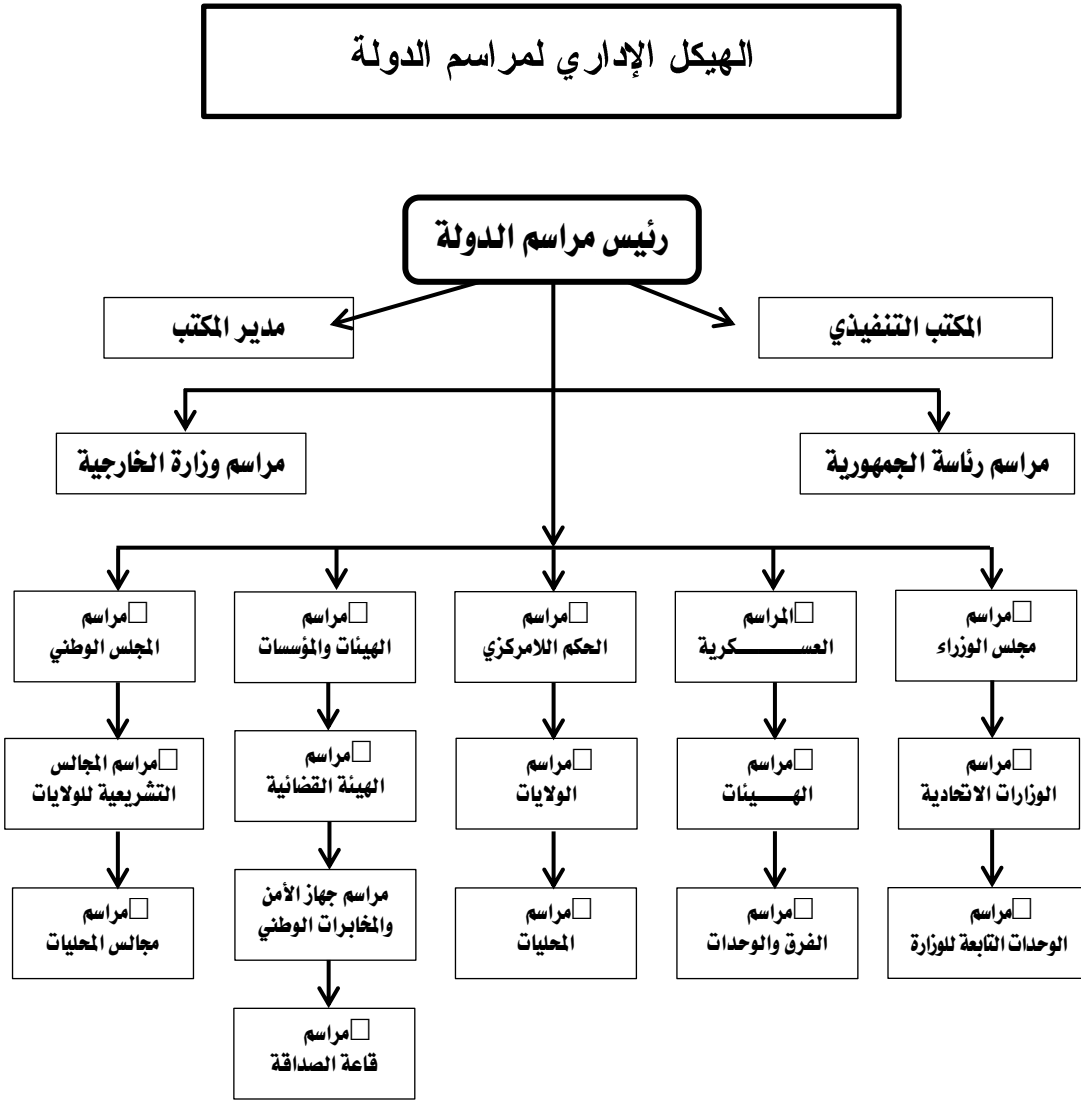 الهيكل الإداري لمراسم الدولة
رئيس مراسم الدولة
المكتب التنفيذي
مدير المكتب
مراسم رئاسة الجمهورية
مراسم وزارة الخارجية
□مراسم
مجلس الوزراء
□المراسم
العســـــــكرية
□مراسم
الحكم اللامركزي
□مراسم
الهيئات والمؤسسات
□مراسم
المجلس الوطني
□مراسم
الوزارات الاتحادية
□مراسم
الهـــــيئات
□مراسم
الولايات
□مراسم
الهيئة القضائية
□مراسم المجالس
التشريعية للولايات
□مراسم
الوحدات التابعة للوزارة
□مراسم
الفرق والوحدات
□مراسم
المحليات
مراسم جهاز الأمن
والمخابرات الوطني
□مراسم
مجالس المحليات
□مراسم
قاعة الصداقة